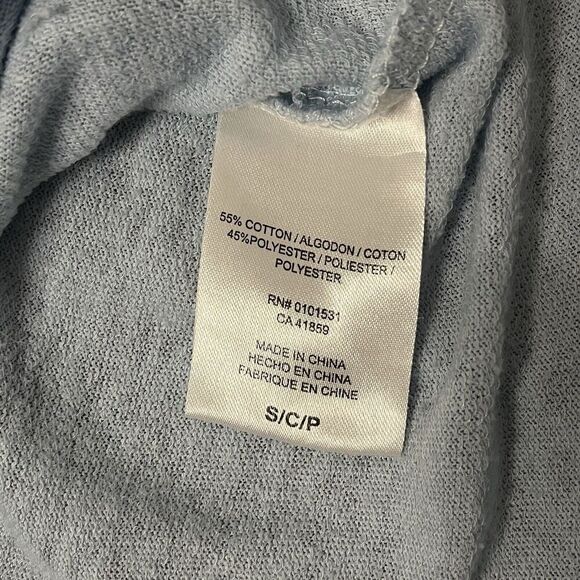 55% COTTON / ALGODON / COTON
45%POLYESTER / POLIESTER /
POLYESTER
RN# 0101531
CA 41859
MADE IN CHINA
HECHO EN CHINA
FABRIQUE EN CHINE
S/C/P